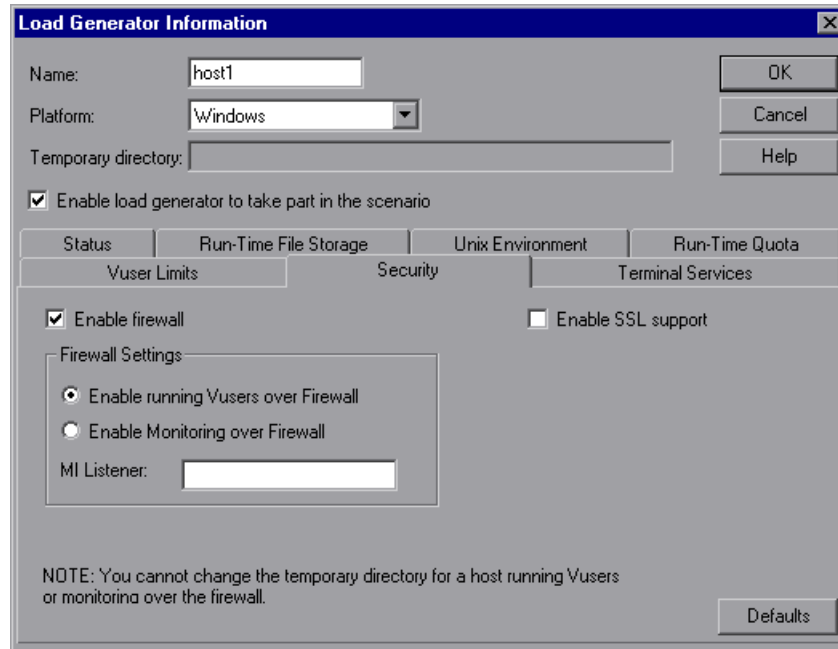 Load Generator Information
Name: host1 OK
Platform: Windows Cancel
Temporary directory: Help
Enable load generator to take part in the scenario
Status Run-Time File Storage Unix Environment Run-Time Quota
Vuser Limits Security Terminal Services
Enable firewall Enable SSL support
Firewall Settings
Enable running Vusers over Firewall
Enable Monitoring over Firewall
MI Listener:
NOTE: You cannot change the temporary directory for a host running Vusers
or monitoring over the firewall.
Defaults